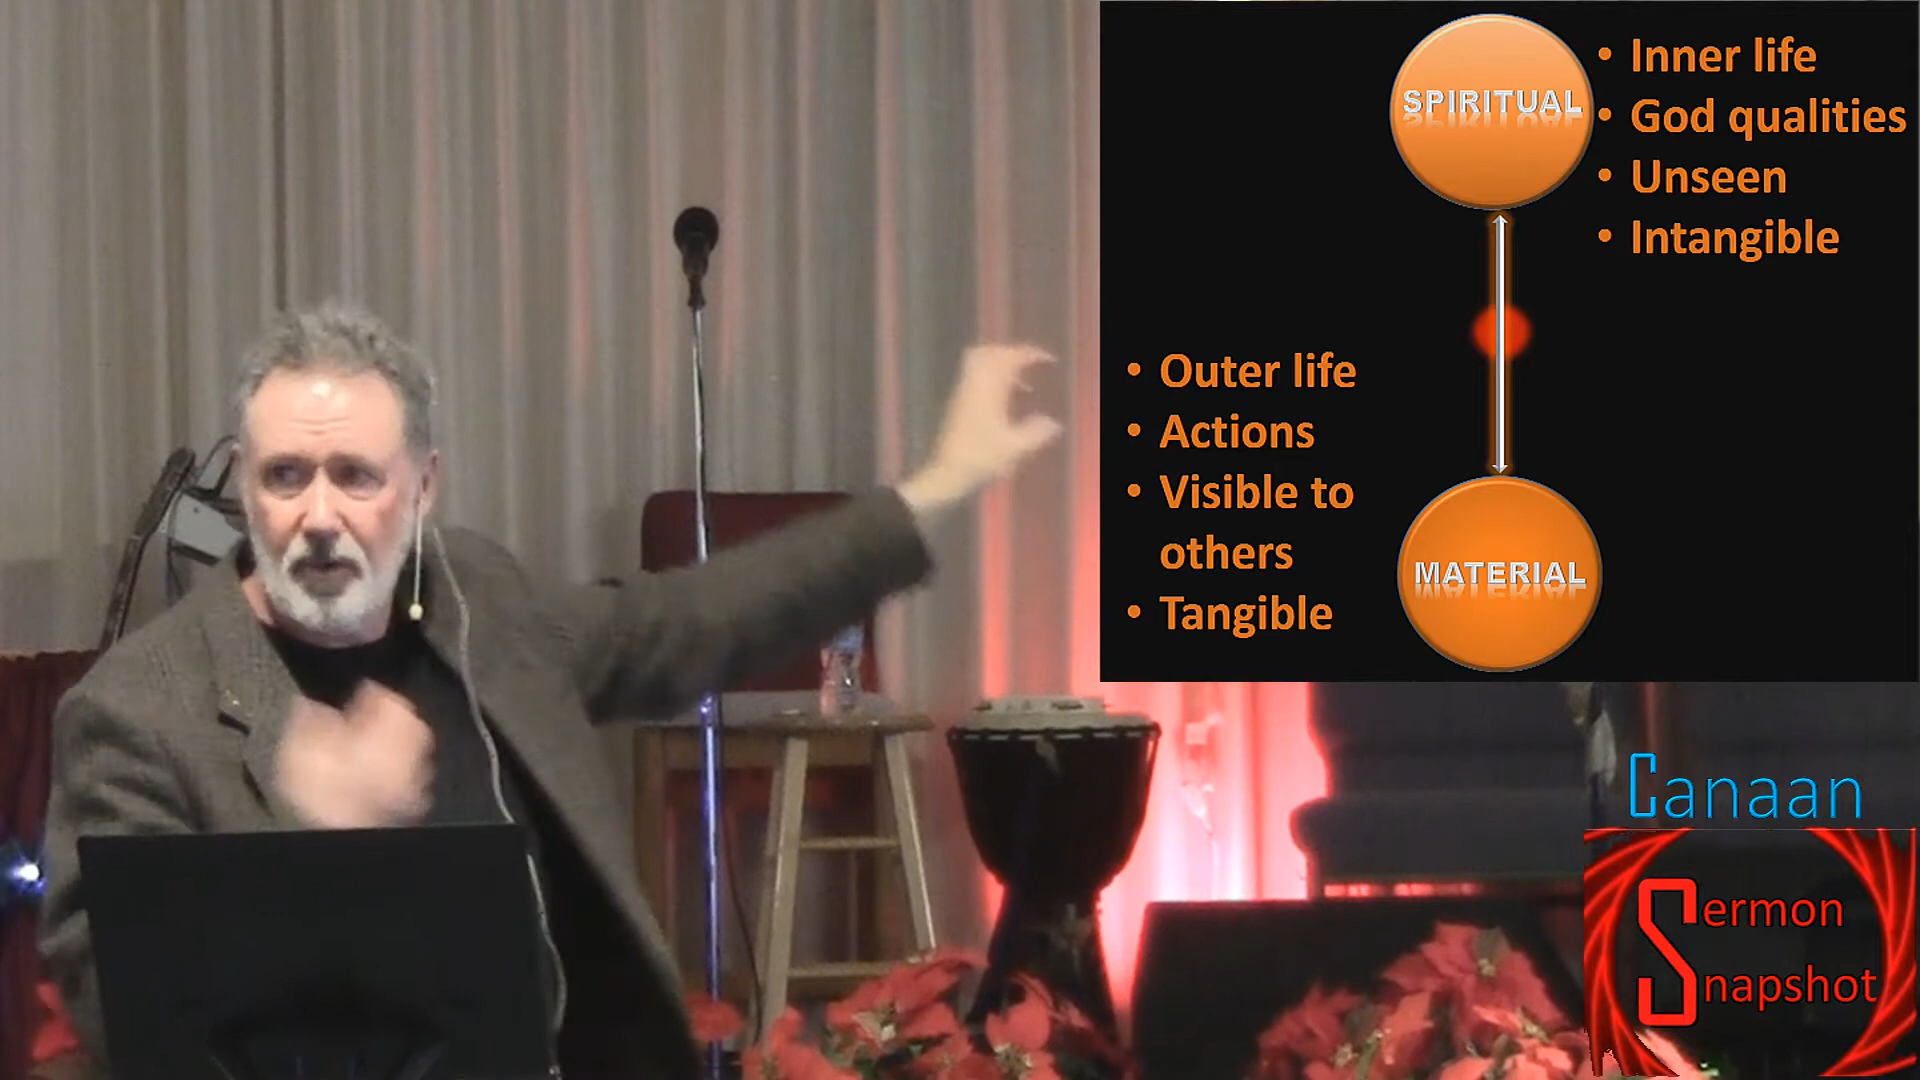 SPIRITUAL
• Inner life
• God qualities
• Unseen
• Intangible
• Outer life
• Actions
• Visible to
others
• Tangible
MATERIAL
Canaan
Sermon
Snapshot